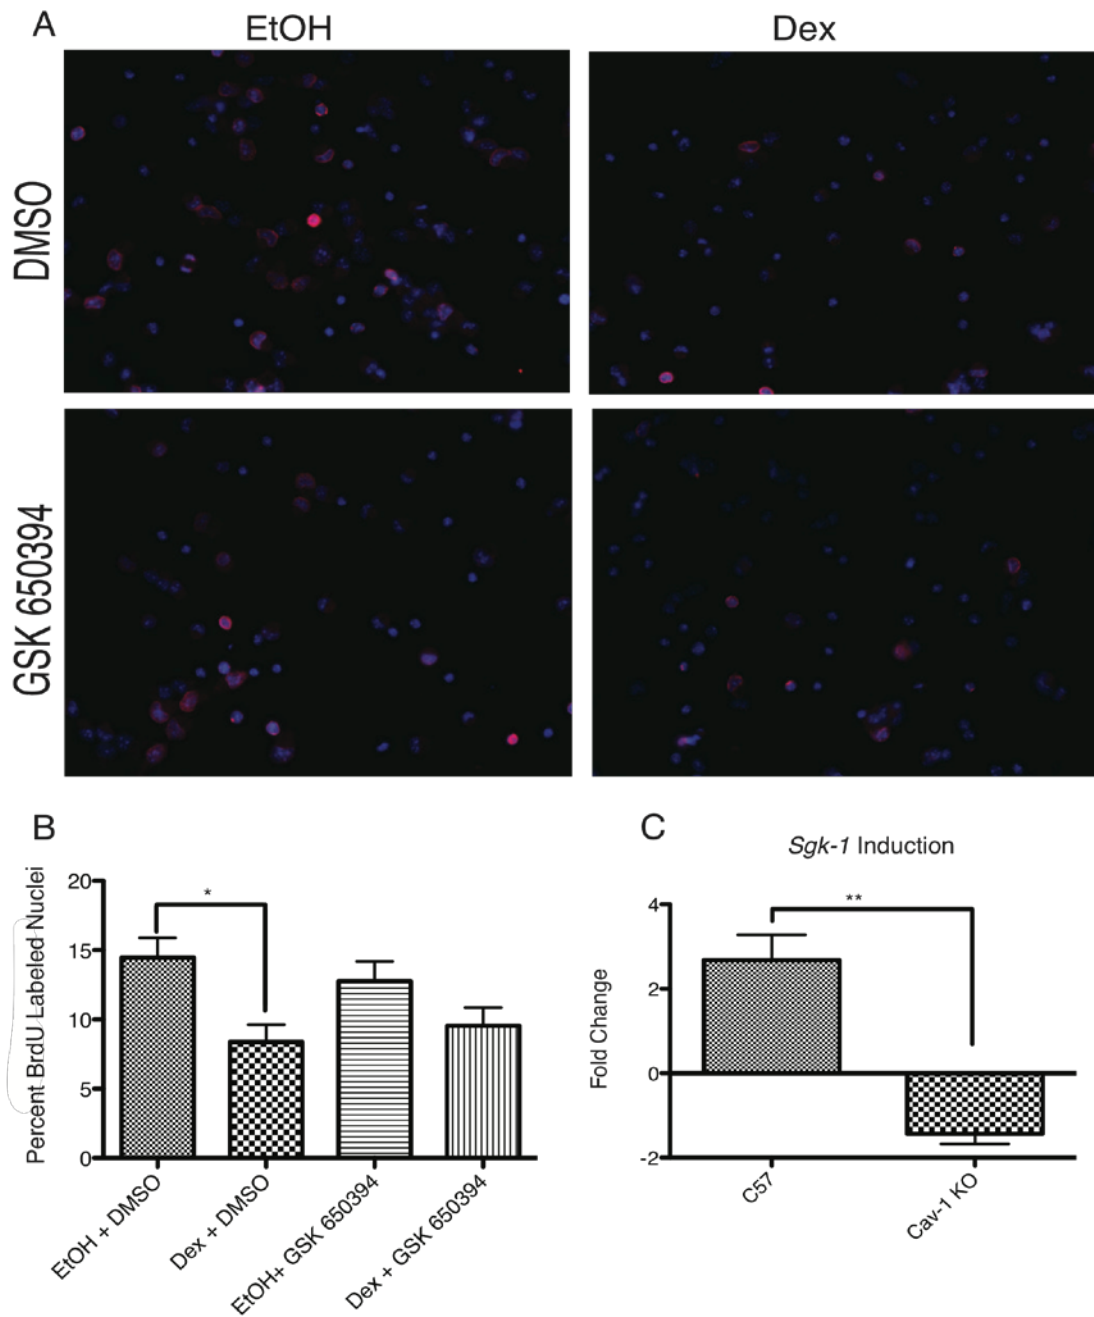 A
EtOH
Dex
DMSO
GSK 650394
B
Percent BrdU Labeled Nuclei
20
15
10
5
0
*
EtOH + DMSO
Dex + DMSO
EtOH+ GSK 650394
Dex + GSK 650394
C
Sgk-1 Induction
Fold Change
4
2
0
-2
**
C57
Cav-1 KO